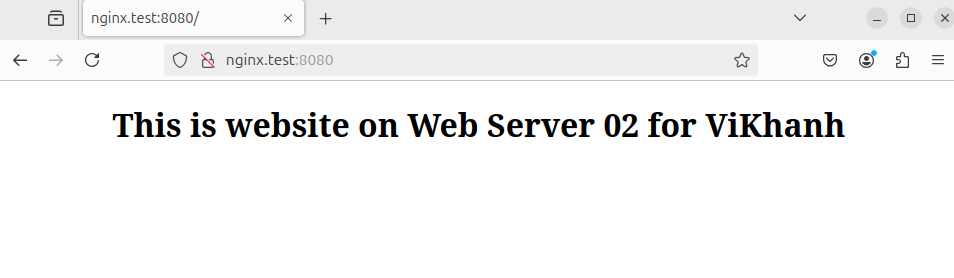 nginx.test:8080/
nginx.test:8080
This is website on Web Server 02 for ViKhanh